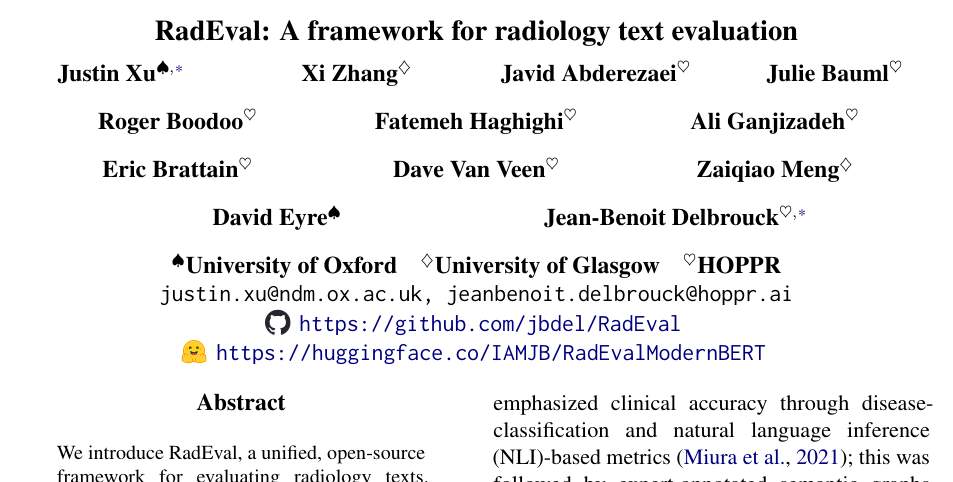 RadEval: A framework for radiology text evaluation
Justin Xu♠,* Xi Zhang♢ Javid Abderezaei♡ Julie Bauml♡
Roger Boodoo♡ Fatemeh Haghighi♡ Ali Ganjizadeh♡
Eric Brattain♡ Dave Van Veen♡ Zaiqiao Meng♢
David Eyre♠ Jean-Benoit Delbrouck♡,*
♠University of Oxford ♢University of Glasgow ♡HOPPR
justin.xu@ndm.ox.ac.uk, jeanbenoit.delbrouck@hoppr.ai
https://github.com/jbdel/RadEval
https://huggingface.co/IAMJB/RadEvalModernBERT
Abstract
We introduce RadEval, a unified, open-source
framework for evaluating radiology texts.
emphasized clinical accuracy through disease-
classification and natural language inference
(NLI)-based metrics (Miura et al., 2021); this was
followed by expert-annotated semantic graphs